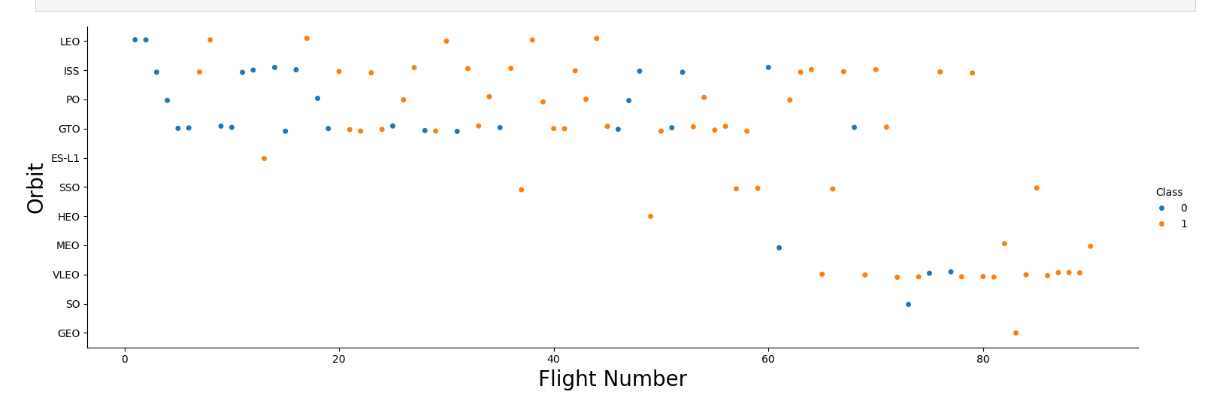 LEO
ISS
PO
GTO
ES-L1
SSO
HEO
MEO
VLEO
SO
GEO
Orbit
0 20 40 60 80
Flight Number
Class
0
1